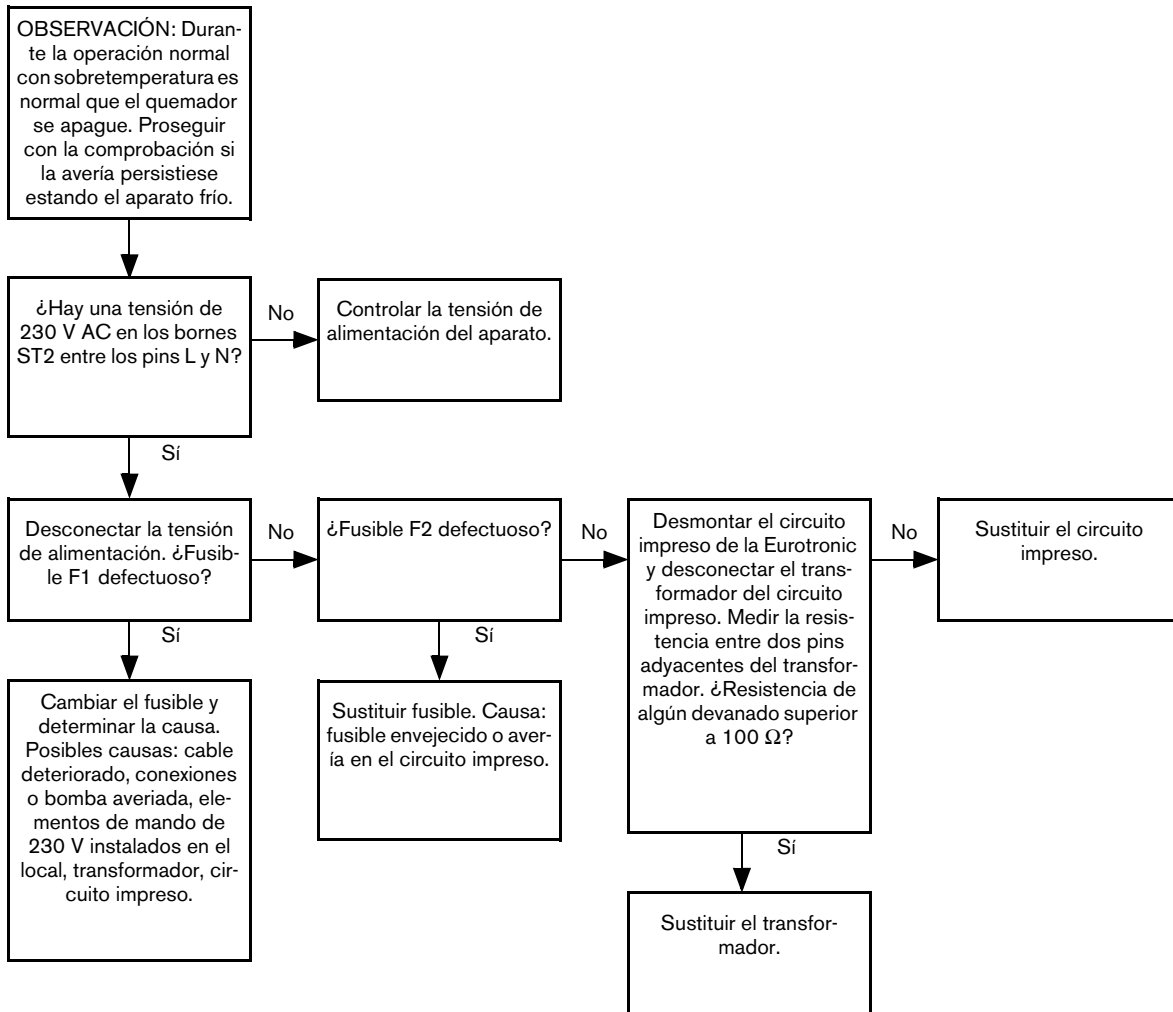 OBSERVACIÓN: Duran-
te la operación normal
con sobretemperatura es
normal que el quemador
se apague. Proseguir
con la comprobación si
la avería persistiese
estando el aparato frío.
¿Hay una tensión de
230 V AC en los bornes
ST2 entre los pins L y N?
No
Controlar la tensión de
alimentación del aparato.
Sí
Desconectar la tensión
de alimentación. ¿Fusib-
le F1 defectuoso?
No
¿Fusible F2 defectuoso?
No
Desmontar el circuito
impreso de la Eurotronic
y desconectar el trans-
formador del circuito
impreso. Medir la resis-
tencia entre dos pins
adyacentes del transfor-
mador. ¿Resistencia de
algún devanado superior
a 100 Ω?
No
Sustituir el circuito
impreso.
Sí
Cambiar el fusible y
determinar la causa.
Posibles causas: cable
deteriorado, conexiones
o bomba averiada, ele-
mentos de mando de
230 V instalados en el
local, transformador, cir-
cuito impreso.
Sí
Sustituir fusible. Causa:
fusible envejecido o aver-
ía en el circuito impreso.
Sí
Sustituir el transfor-
mador.